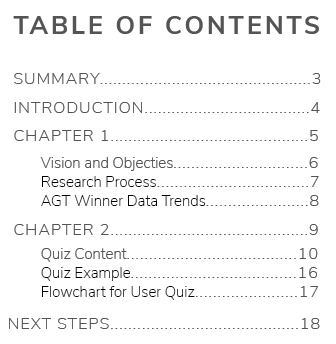 TABLE OF CONTENTS
SUMMARY.................................................3
INTRODUCTION......................................4
CHAPTER 1..............................................5
Vision and Objecties...............................6
Research Process...................................7
AGT Winner Data Trends.......................8
CHAPTER 2..............................................9
Quiz Content.......................................10
Quiz Example......................................16
Flowchart for User Quiz.......................17
NEXT STEPS...........................................18